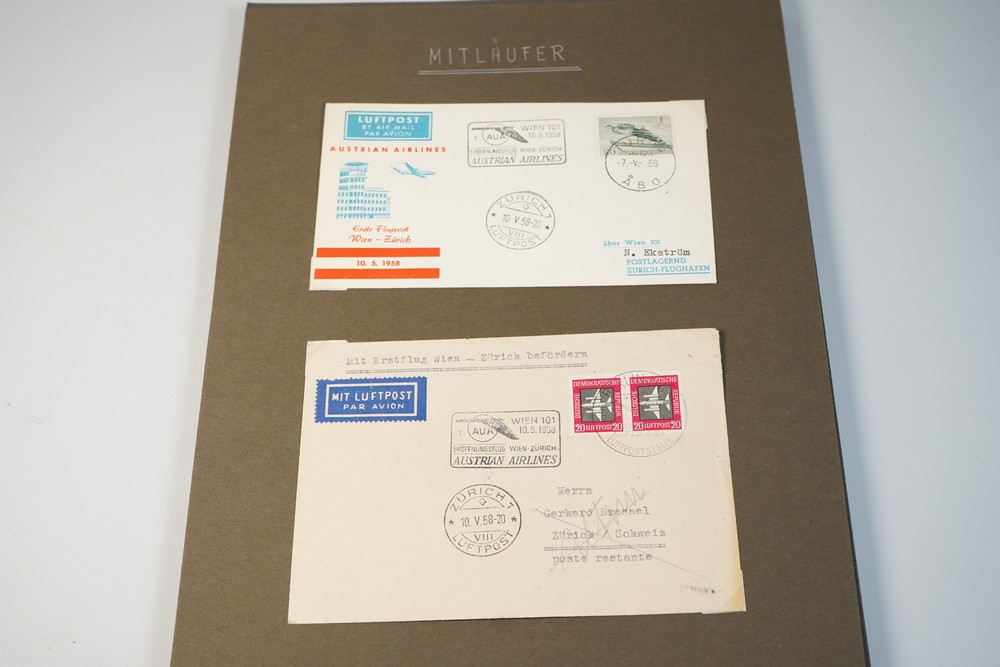 MITLÄUFER
LUFTPOST
BY AIR MAIL
PAR AVION
AUSTRIAN AIRLINES
Erste Flugpost
Wien - Zürich
10. 5. 1958
1 AUA WIEN 101
10.5.1958
ERÖFFNUNGSFLUG WIEN-ZÜRICH
AUSTRIAN AIRLINES
-7.-V.- 58
ÅBO
ZÜRICH 1
10. V. 58-20
VIII
LUFTPOST
über Wien 101
N. Ekström
POSTLAGERND
ZÜRICH-FLUGHAFEN
Mit Erstflug Wien - Zürich befördern
MIT LUFTPOST
PAR AVION
1 AUA WIEN 101
10.5.1958
ERÖFFNUNGSFLUG WIEN-ZÜRICH
AUSTRIAN AIRLINES
DEMOKRATISCHE
DEUTSCHE
REPUBLIK
20 LUFTPOST 20
DEMOKRATISCHE
DEUTSCHE
REPUBLIK
20 LUFTPOST 20
ZÜRICH 1
10. V. 58-20
VIII
LUFTPOST
Herrn
Gerhard Bressel
Zürich / Schweiz
poste restante